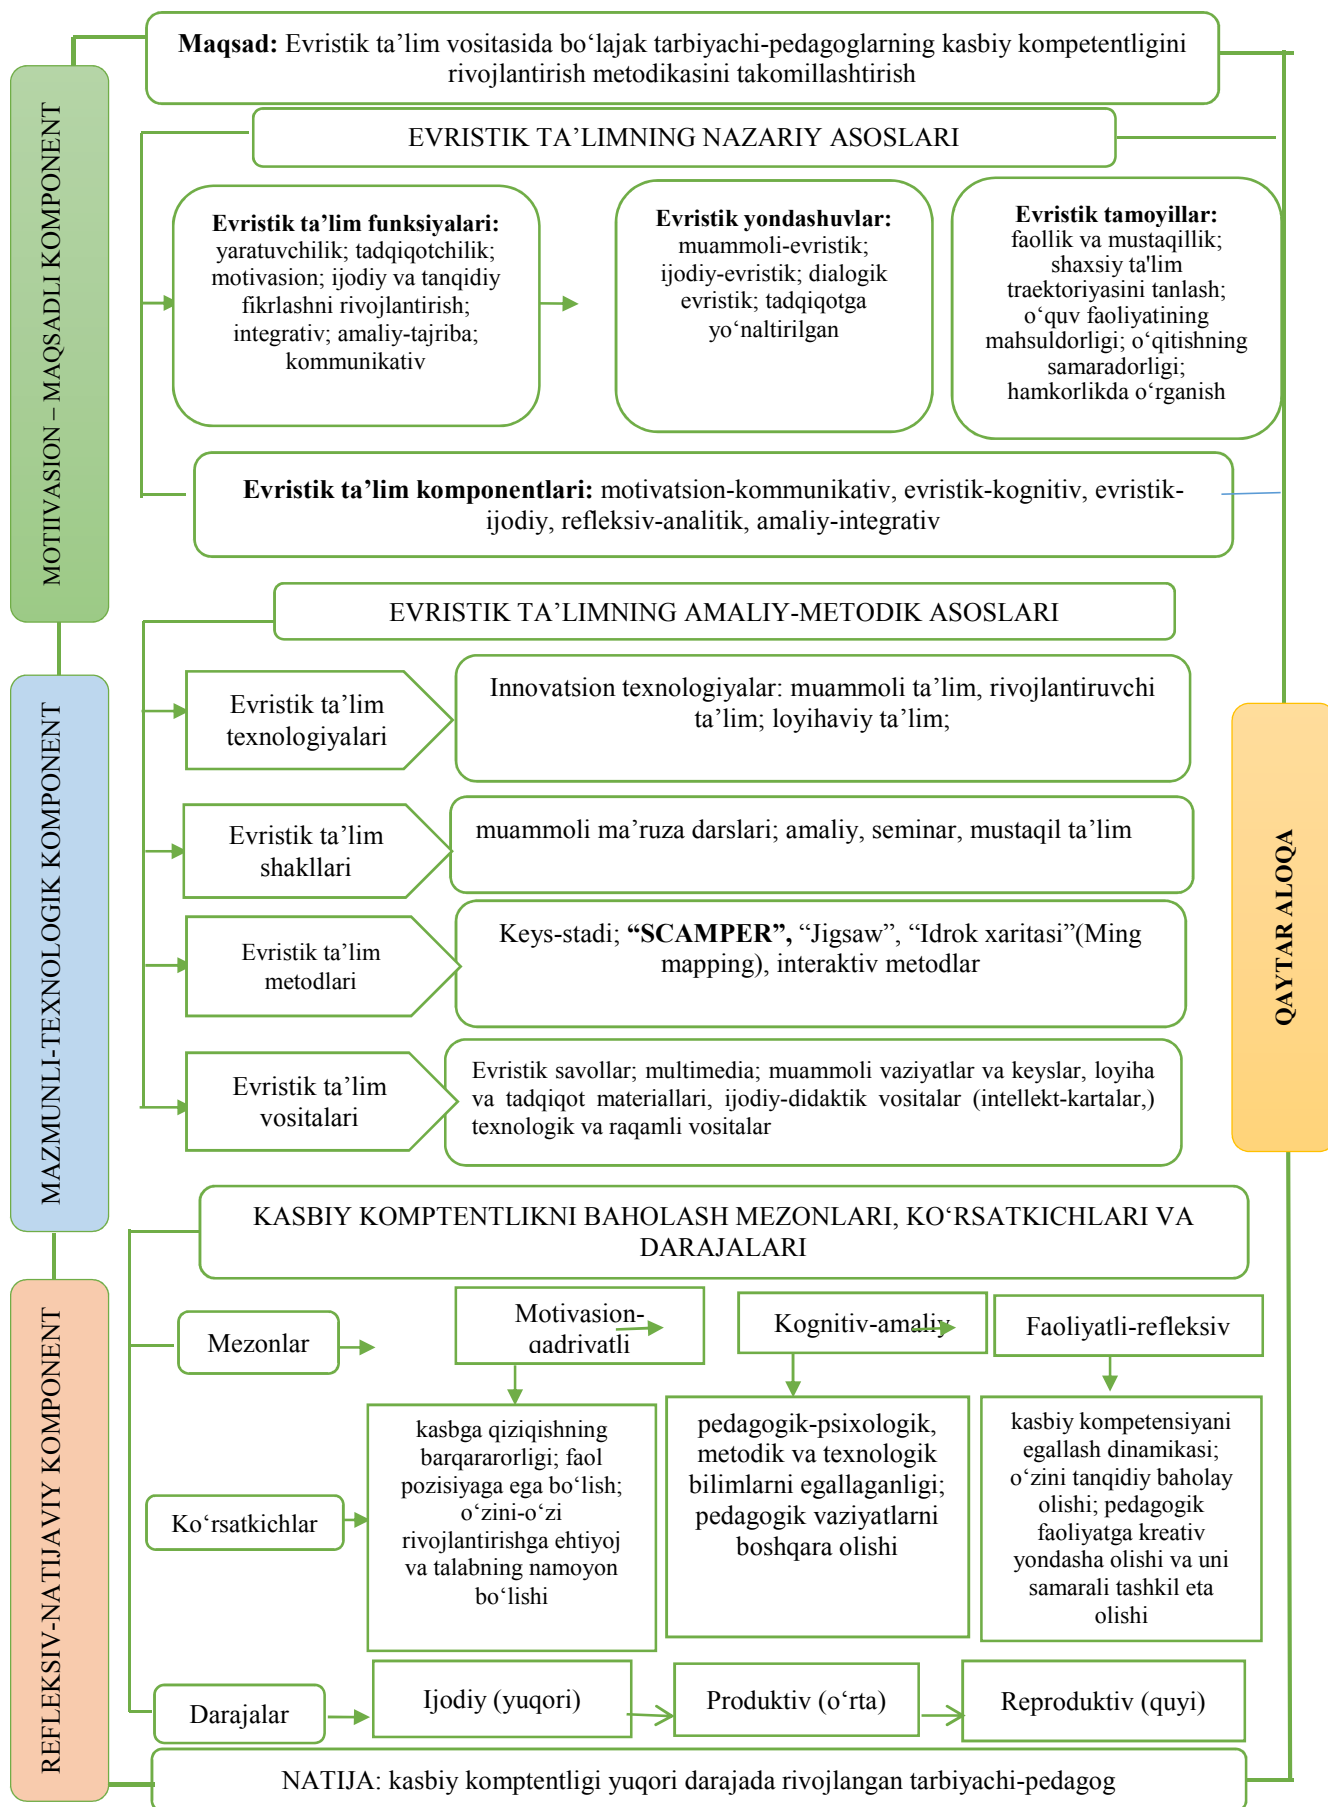 Maqsad: Evristik ta’lim vositasida bo‘lajak tarbiyachi-pedagoglarning kasbiy kompetentligini
rivojlantirish metodikasini takomillashtirish
MOTIIVASION – MAQSADLI KOMPONENT
EVRISTIK TA’LIMNING NAZARIY ASOSLARI
Evristik ta’lim funksiyalari:
yaratuvchilik; tadqiqotchilik;
motivasion; ijodiy va tanqidiy
fikrlashni rivojlantirish;
integrativ; amaliy-tajriba;
kommunikativ
Evristik yondashuvlar:
muammoli-evristik;
ijodiy-evristik; dialogik
evristik; tadqiqotga
yo‘naltirilgan
Evristik tamoyillar:
faollik va mustaqillik;
shaxsiy ta'lim
traektoriyasini tanlash;
o‘quv faoliyatining
mahsuldorligi; o‘qitishning
samaradorligi;
hamkorlikda o‘rganish
Evristik ta’lim komponentlari: motivatsion-kommunikativ, evristik-kognitiv, evristik-
ijodiy, refleksiv-analitik, amaliy-integrativ
MAZMUNLI-TEXNOLOGIK KOMPONENT
EVRISTIK TA’LIMNING AMALIY-METODIK ASOSLARI
Evristik ta’lim
texnologiyalari
Innovatsion texnologiyalar: muammoli ta’lim, rivojlantiruvchi
ta’lim; loyihaviy ta’lim;
Evristik ta’lim
shakllari
muammoli ma’ruza darslari; amaliy, seminar, mustaqil ta’lim
Evristik ta’lim
metodlari
Keys-stadi; “SCAMPER”, “Jigsaw”, “Idrok xaritasi”(Ming
mapping), interaktiv metodlar
Evristik ta’lim
vositalari
Evristik savollar; multimedia; muammoli vaziyatlar va keyslar, loyiha
va tadqiqot materiallari, ijodiy-didaktik vositalar (intellekt-kartalar,)
texnologik va raqamli vositalar
QAYTAR ALOQA
REFLEKSIV-NATIJAVIY KOMPONENT
KASBIY KOMPTENTLIKNI BAHOLASH MEZONLARI, KO‘RSATKICHLARI VA
DARAJALARI
Mezonlar
Motivasion-
qadriyatli
Kognitiv-amaliy
Faoliyatli-refleksiv
Ko‘rsatkichlar
kasbga qiziqishning
barqararorligi; faol
pozisiyaga ega bo‘lish;
o‘zini-o‘zi
rivojlantirishga ehtiyoj
va talabning namoyon
bo‘lishi
pedagogik-psixologik,
metodik va texnologik
bilimlarni egallaganligi;
pedagogik vaziyatlarni
boshqara olishi
kasbiy kompetensiyani
egallash dinamikasi;
o‘zini tanqidiy baholay
olishi; pedagogik
faoliyatga kreativ
yondasha olishi va uni
samarali tashkil eta
olishi
Darajalar
Ijodiy (yuqori)
Produktiv (o‘rta)
Reproduktiv (quyi)
NATIJA: kasbiy komptentligi yuqori darajada rivojlangan tarbiyachi-pedagog